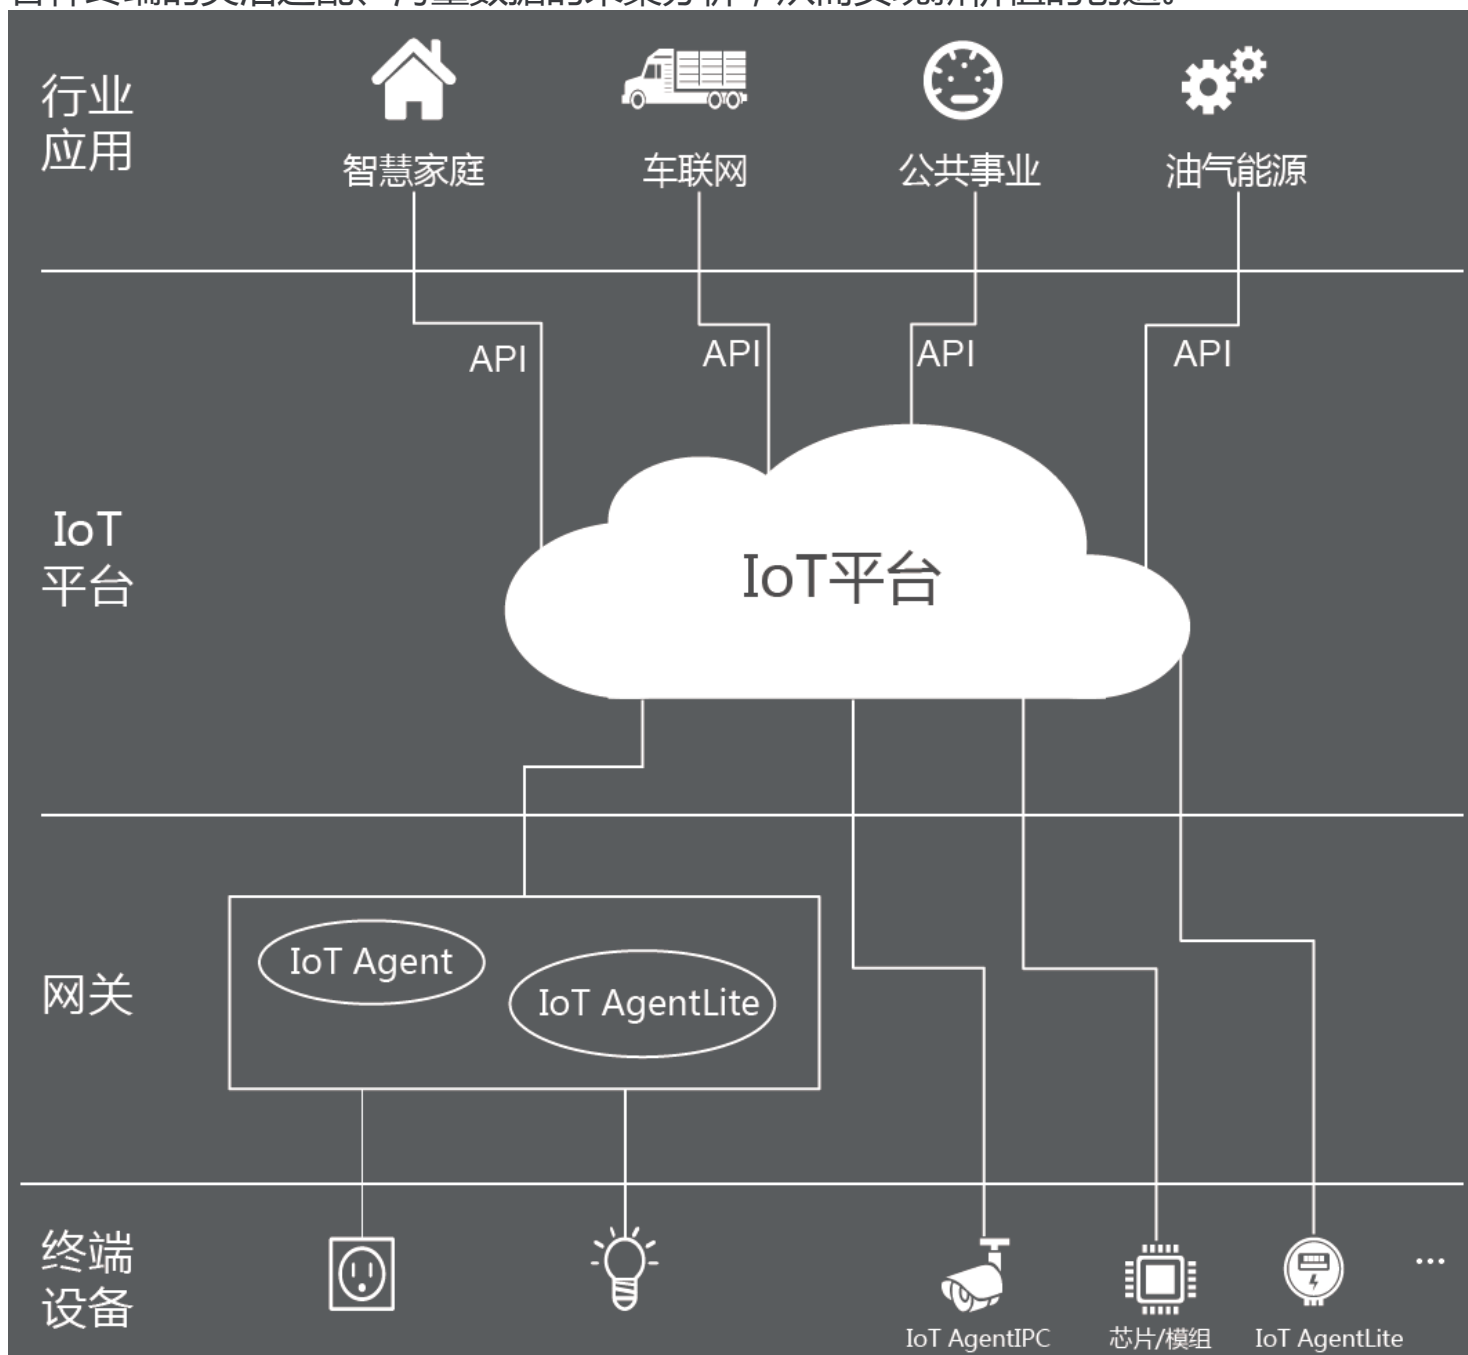 行业
应用
智慧家庭
车联网
公共事业
油气能源
API
API
API
API
IoT
平台
IoT平台
网关
IoT Agent
IoT AgentLite
终端
设备
IoT AgentIPC
芯片/模组
IoT AgentLite
...